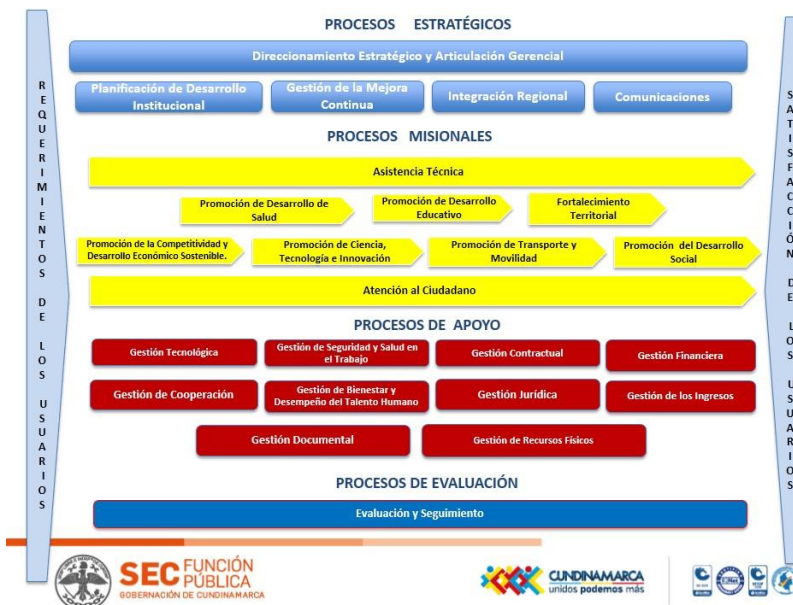 PROCESOS ESTRATÉGICOS
Direccionamiento Estratégico y Articulación Gerencial
Planificación de Desarrollo
Institucional
Gestión de la Mejora
Continua
Integración Regional
Comunicaciones
PROCESOS MISIONALES
Asistencia Técnica
Promoción de Desarrollo de
Salud
Promoción de Desarrollo
Educativo
Fortalecimiento
Territorial
Promoción de la Competitividad y
Desarrollo Económico Sostenible.
Promoción de Ciencia,
Tecnología e Innovación
Promoción de Transporte y
Movilidad
Promoción del Desarrollo
Social
Atención al Ciudadano
PROCESOS DE APOYO
Gestión Tecnológica
Gestión de Seguridad y Salud en
el Trabajo
Gestión Contractual
Gestión Financiera
Gestión de Cooperación
Gestión de Bienestar y
Desempeño del Talento Humano
Gestión Jurídica
Gestión de los Ingresos
Gestión Documental
Gestión de Recursos Físicos
PROCESOS DE EVALUACIÓN
Evaluación y Seguimiento
REQUERIMIENTOS DE LOS USUARIOS
SATISFACCCIÓN DE LOS USUARIOS
SEC FUNCIÓN
PÚBLICA
GOBERNACIÓN DE CUNDINAMARCA
CUNDINAMARCA
unidos podemos más